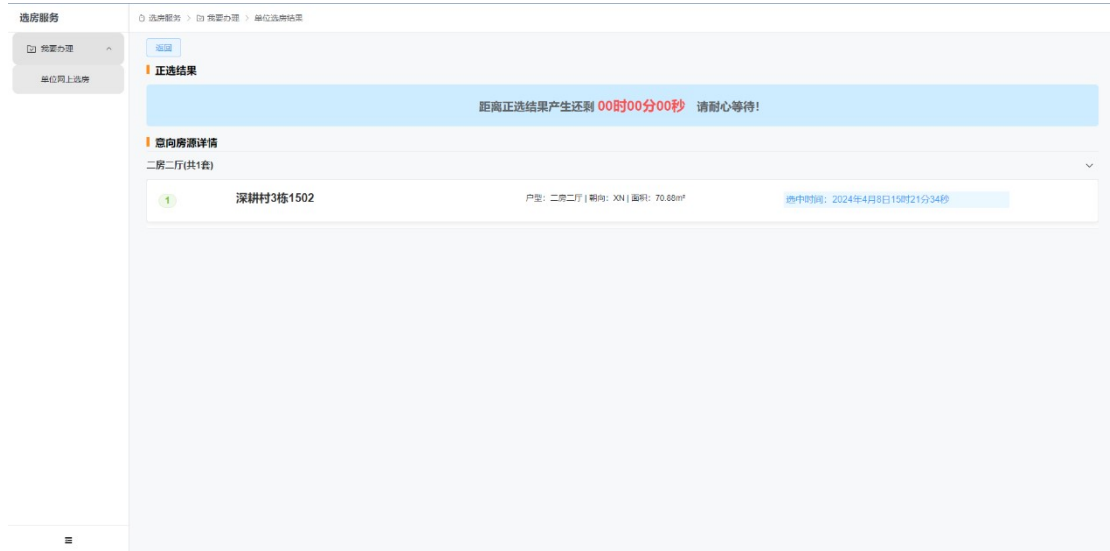 选房服务
选房服务 > 我要办理 > 单位选房结果
我要办理
单位网上选房
返回
正选结果
距离正选结果产生还剩 00时00分00秒 请耐心等待!
意向房源详情
二房二厅(共1套)
1
深耕村3栋1502
户型：二房二厅 | 朝向：XN | 面积：70.88m²
选中时间：2024年4月8日15时21分34秒